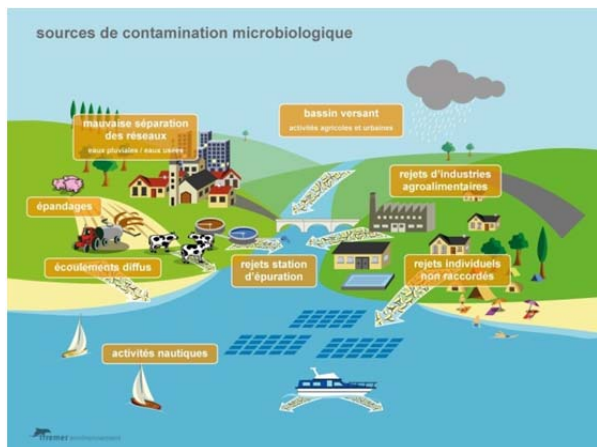 sources de contamination microbiologique
mauvaise séparation
des réseaux
eaux pluviales / eaux usées
bassin versant
activités agricoles et urbaines
rejets d'industries
agroalimentaires
épandages
écoulements diffus
rejets station
d'épuration
rejets individuels
non raccordés
activités nautiques
Ifremer environnement